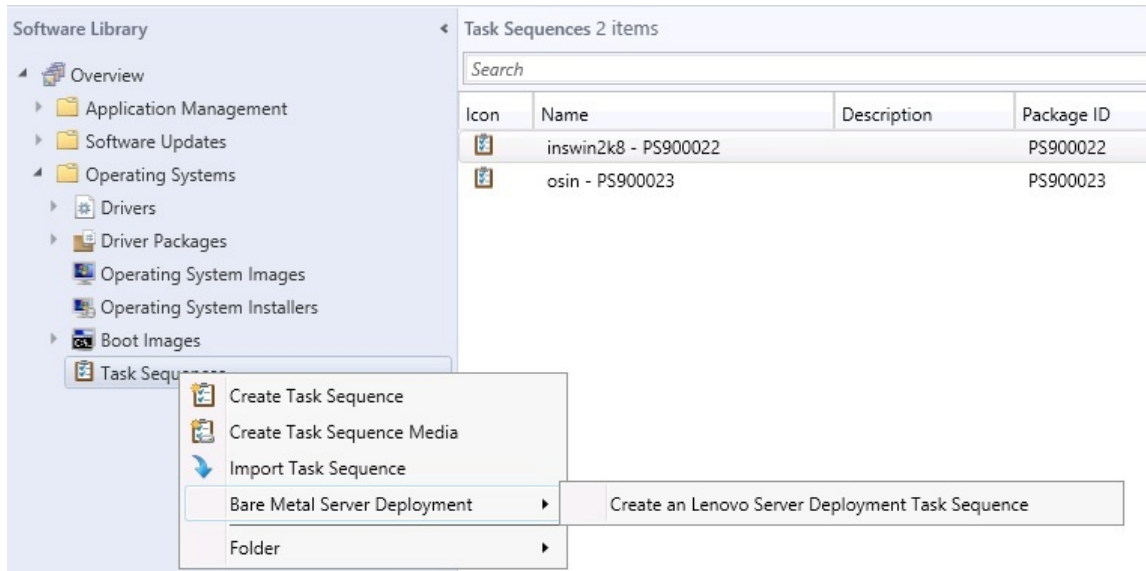 Software Library
Overview
Application Management
Software Updates
Operating Systems
Drivers
Driver Packages
Operating System Images
Operating System Installers
Boot Images
Task Sequences
Task Sequences 2 items
Search
Icon Name Description Package ID
inswin2k8 - PS900022 PS900022
osin - PS900023 PS900023
Create Task Sequence
Create Task Sequence Media
Import Task Sequence
Bare Metal Server Deployment
Create an Lenovo Server Deployment Task Sequence
Folder